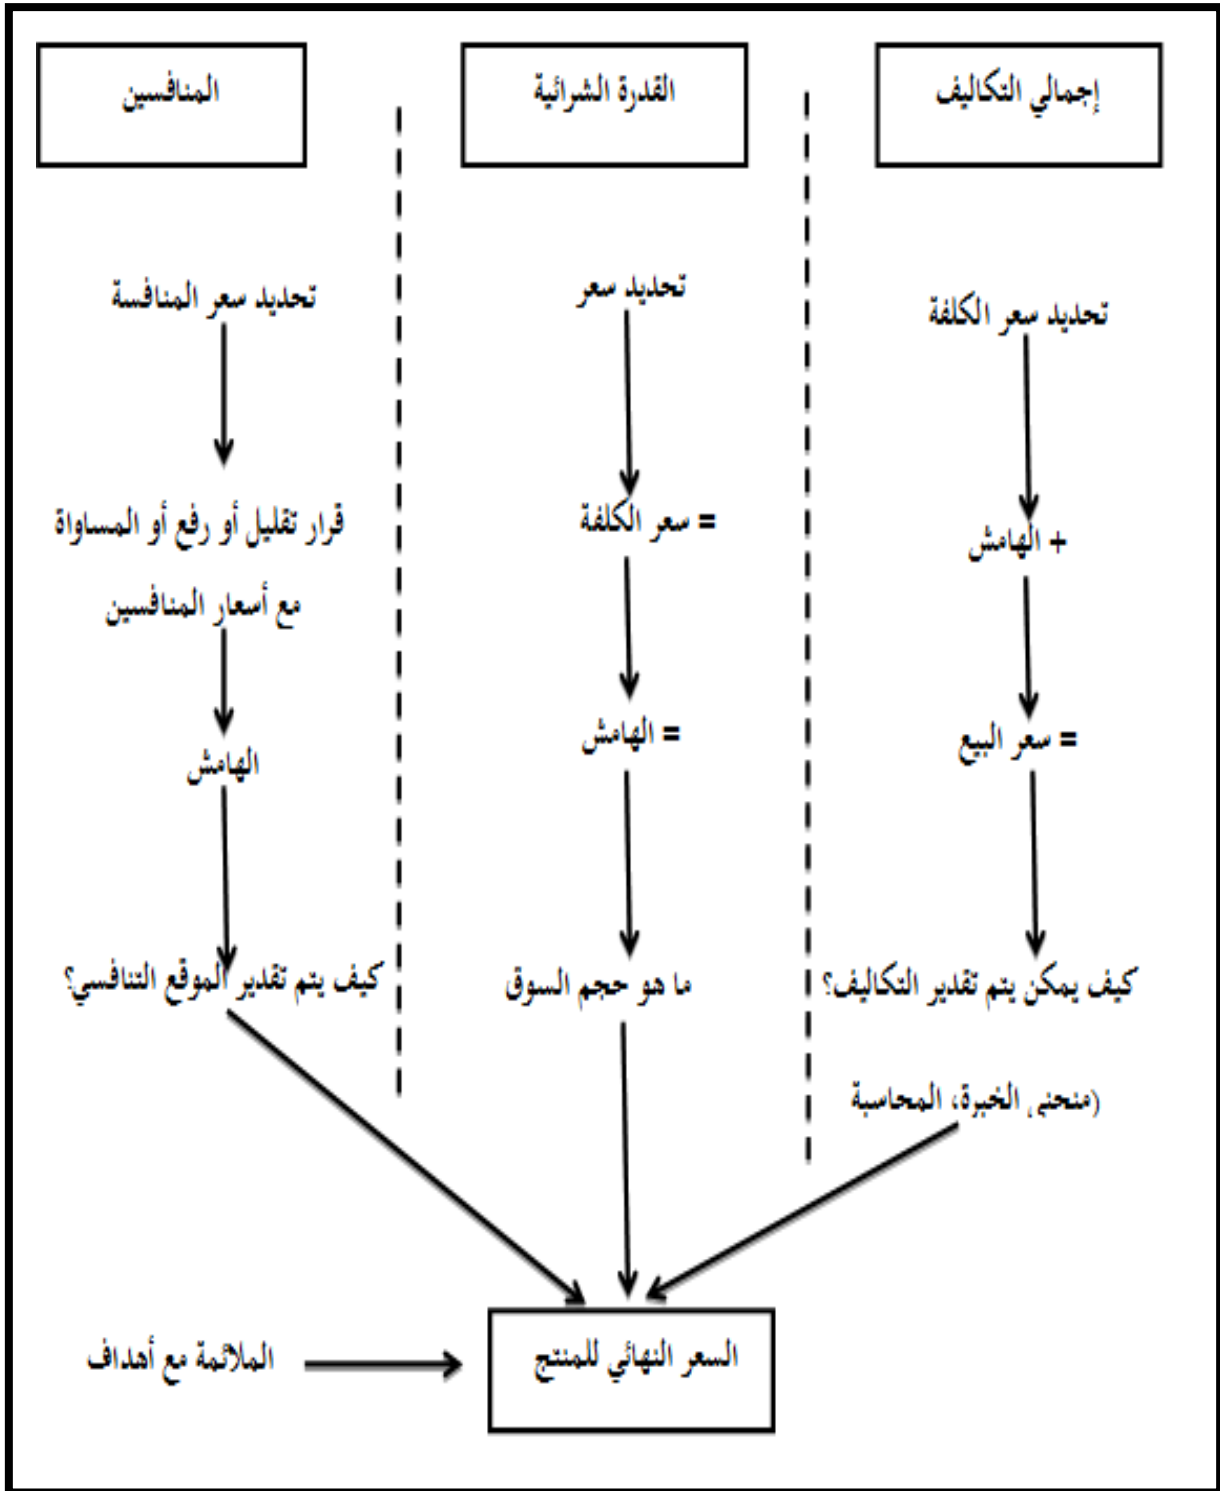 إجمالي التكاليف
تحديد سعر الكلفة
+ الهامش
= سعر البيع
كيف يمكن يتم تقدير التكاليف؟
(منحنى الخبرة، المحاسبة
القدرة الشرائية
تحديد سعر
= سعر الكلفة
= الهامش
ما هو حجم السوق
المنافسين
تحديد سعر المنافسة
قرار تقليل أو رفع أو المساواة
مع أسعار المنافسين
الهامش
كيف يتم تقدير الموقع التنافسي؟
السعر النهائي للمنتج
الملائمة مع أهداف